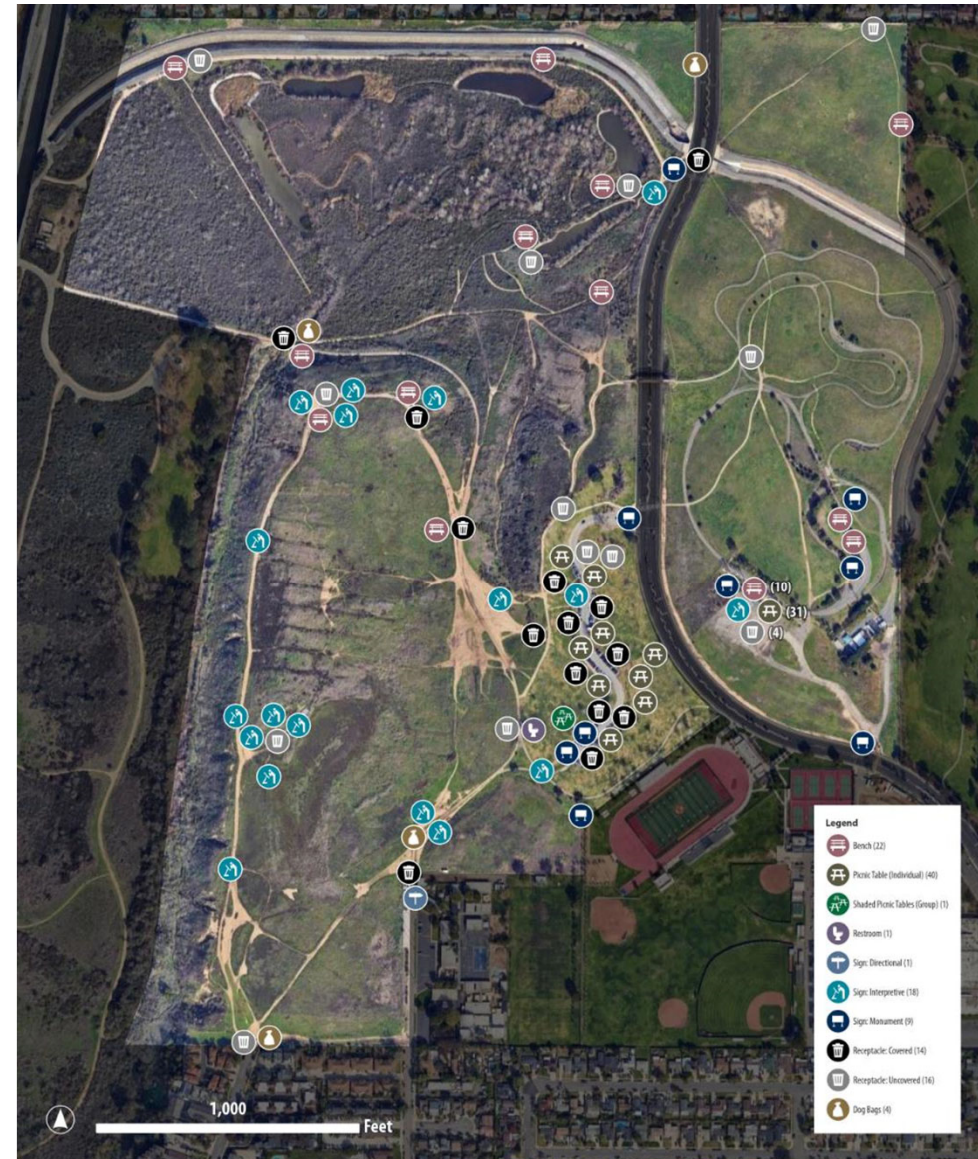 (10)
(31)
(4)
Legend
Bench (22)
Picnic Table (Individual) (40)
Shaded Picnic Tables (Group) (1)
Restroom (1)
Sign: Directional (1)
Sign: Interpretive (18)
Sign: Monument (9)
Receptacle: Covered (14)
Receptacle: Uncovered (16)
Dog Bags (4)
1,000
Feet